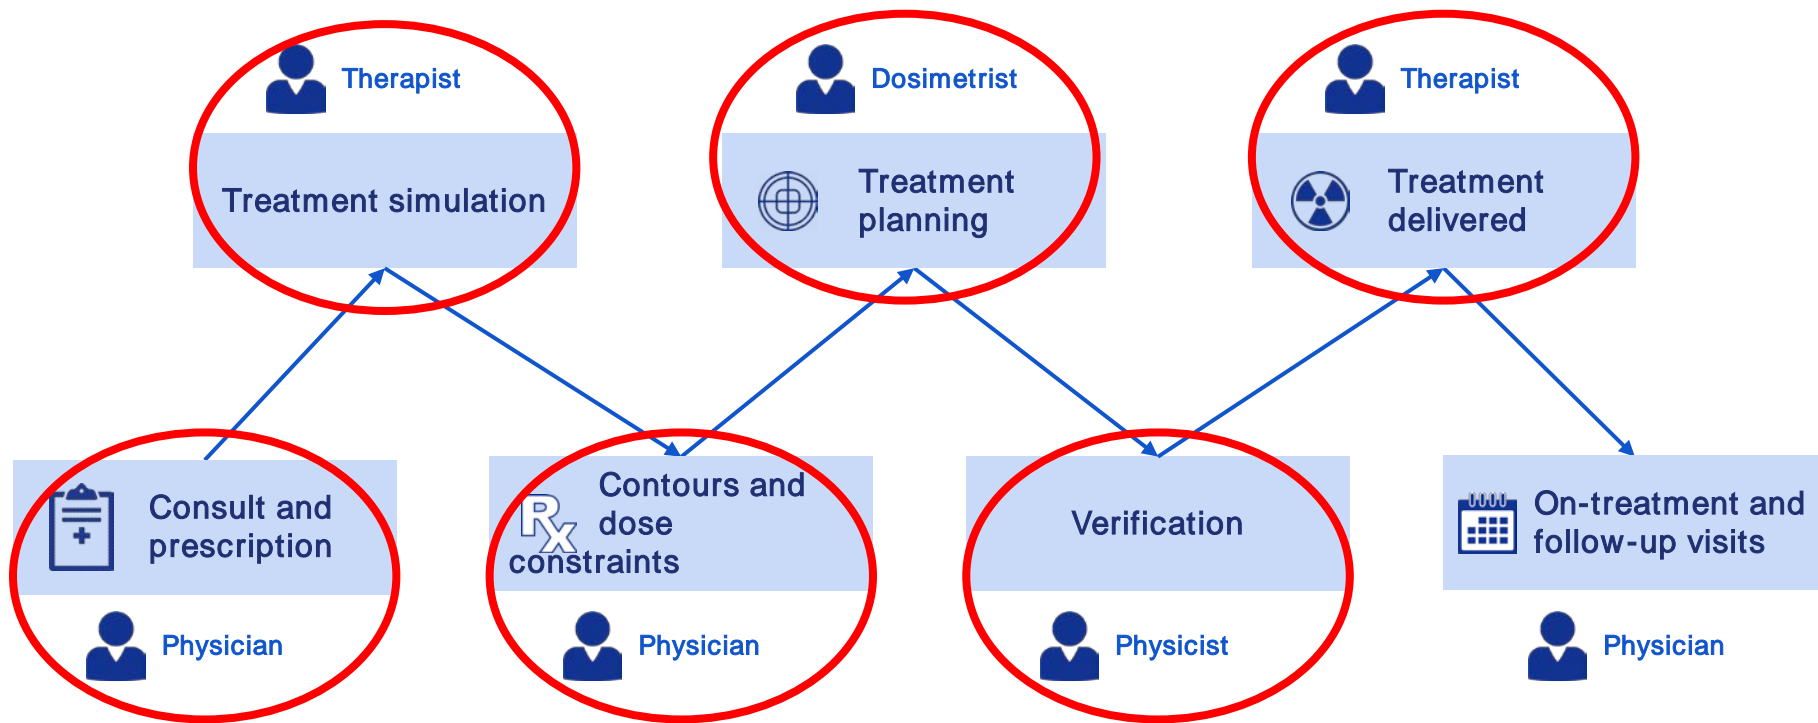 Therapist
Treatment simulation
Dosimetrist
Treatment
planning
Therapist
Treatment
delivered
Consult and
prescription
Physician
Rx
Contours and
dose
constraints
Physician
Verification
Physicist
On-treatment and
follow-up visits
Physician